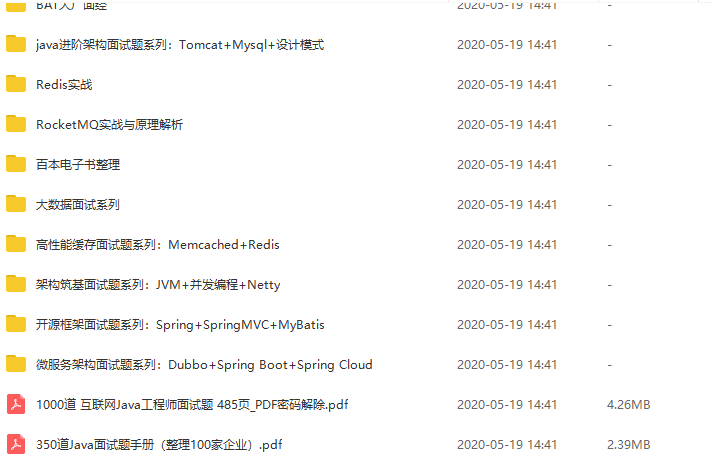 BAT大厂面经 2020-05-19 14:41 -
java进阶架构面试题系列：Tomcat+Mysql+设计模式 2020-05-19 14:41 -
Redis实战 2020-05-19 14:41 -
RocketMQ实战与原理解析 2020-05-19 14:41 -
百本电子书整理 2020-05-19 14:41 -
大数据面试系列 2020-05-19 14:41 -
高性能缓存面试题系列：Memcached+Redis 2020-05-19 14:41 -
架构筑基面试题系列：JVM+并发编程+Netty 2020-05-19 14:41 -
开源框架面试题系列：Spring+SpringMVC+MyBatis 2020-05-19 14:41 -
微服务架构面试题系列：Dubbo+Spring Boot+Spring Cloud 2020-05-19 14:41 -
1000道 互联网Java工程师面试题 485页_PDF密码解除.pdf 2020-05-19 14:41 4.26MB
350道Java面试题手册（整理100家企业）.pdf 2020-05-19 14:41 2.39MB